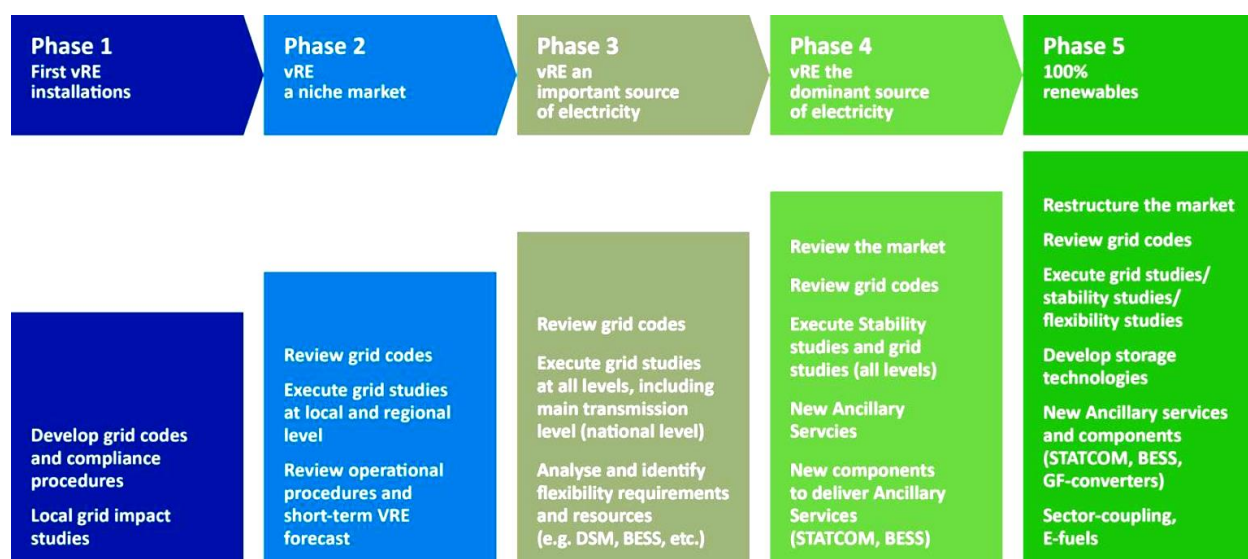 Phase 1
First vRE
installations
Phase 2
vRE
a niche market
Phase 3
vRE an
important source
of electricity
Phase 4
vRE the
dominant source
of electricity
Phase 5
100%
renewables
Develop grid codes
and compliance
procedures
Local grid impact
studies
Review grid codes
Execute grid studies
at local and regional
level
Review operational
procedures and
short-term VRE
forecast
Review grid codes
Execute grid studies
at all levels, including
main transmission
level (national level)
Analyse and identify
flexibility requirements
and resources
(e.g. DSM, BESS, etc.)
Review the market
Review grid codes
Execute Stability
studies and grid
studies (all levels)
New Ancillary
Servcies
New components
to deliver Ancillary
Services
(STATCOM, BESS)
Restructure the market
Review grid codes
Execute grid studies/
stability studies/
flexibility studies
Develop storage
technologies
New Ancillary services
and components
(STATCOM, BESS,
GF-converters)
Sector-coupling,
E-fuels